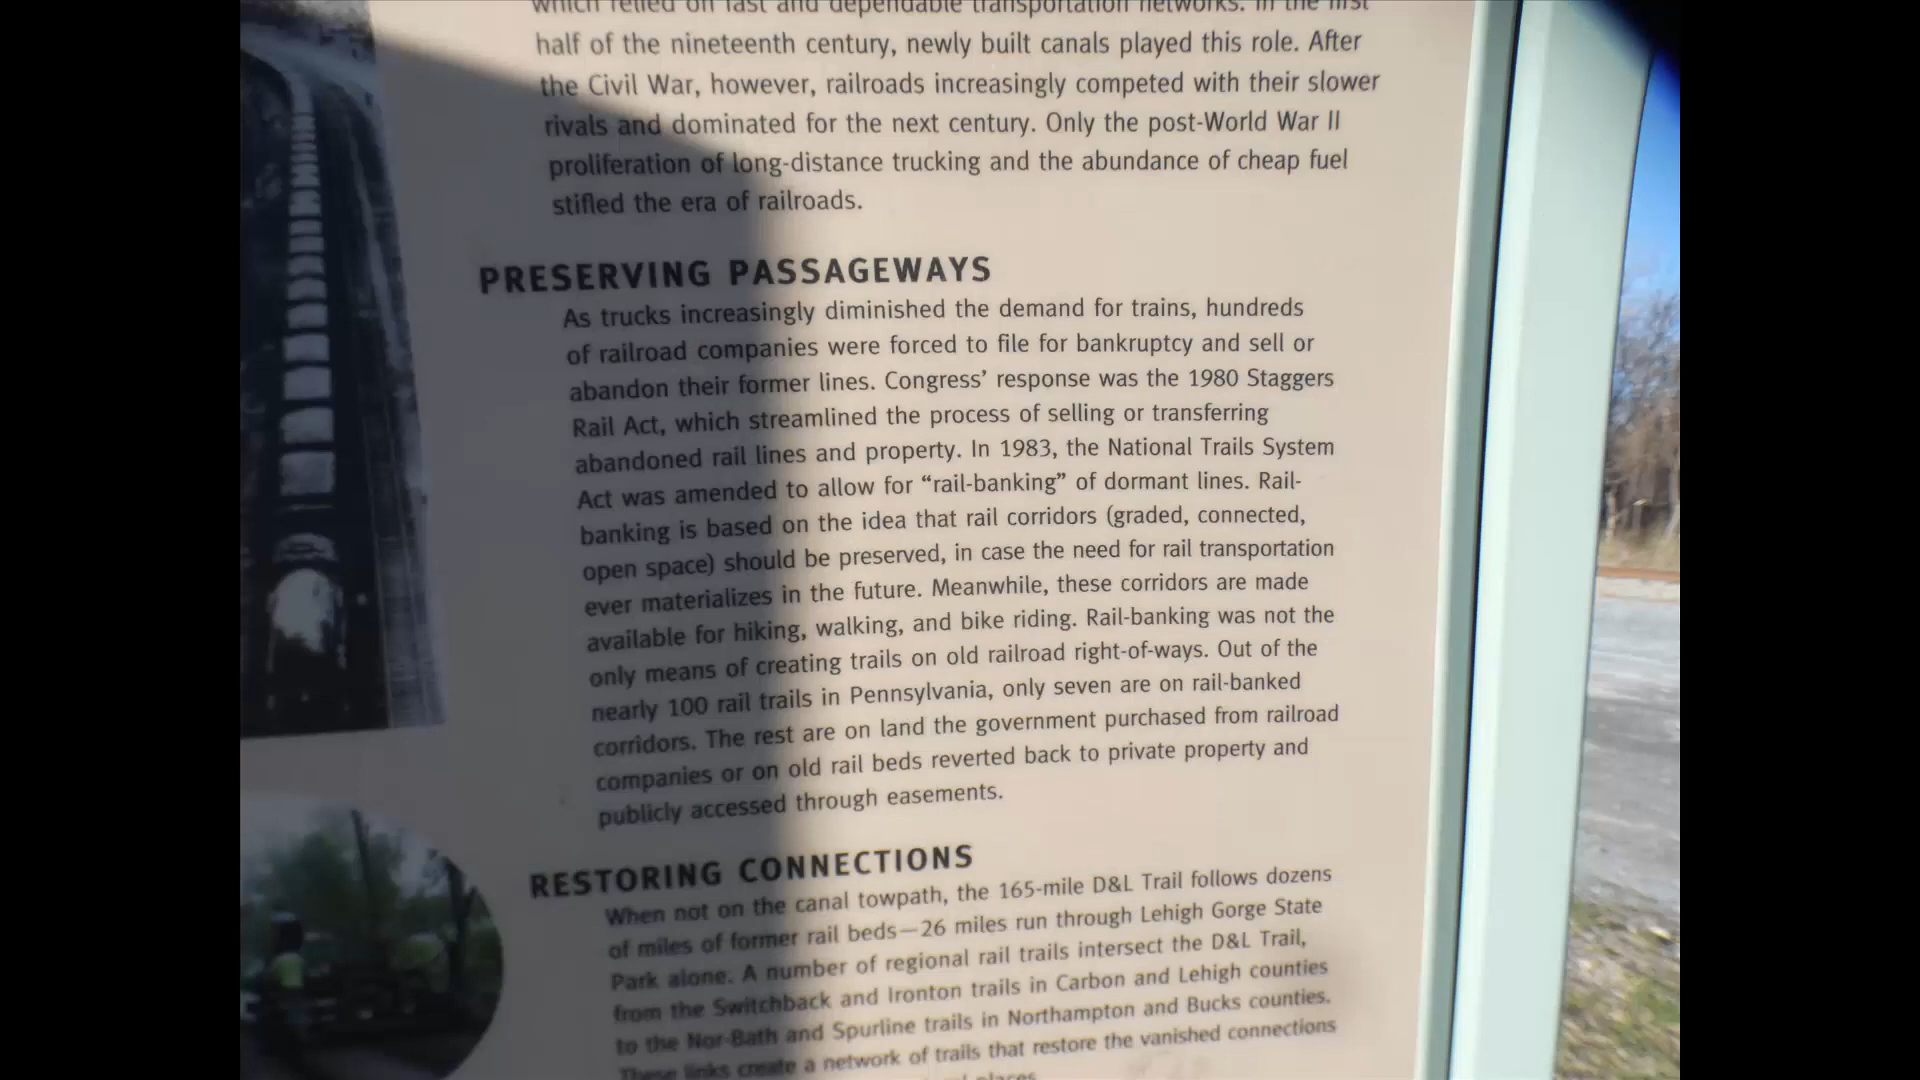 which relied on fast and dependable transportation networks. In the first
half of the nineteenth century, newly built canals played this role. After
the Civil War, however, railroads increasingly competed with their slower
rivals and dominated for the next century. Only the post-World War II
proliferation of long-distance trucking and the abundance of cheap fuel
stifled the era of railroads.
PRESERVING PASSAGEWAYS
As trucks increasingly diminished the demand for trains, hundreds
of railroad companies were forced to file for bankruptcy and sell or
abandon their former lines. Congress’ response was the 1980 Staggers
Rail Act, which streamlined the process of selling or transferring
abandoned rail lines and property. In 1983, the National Trails System
Act was amended to allow for “rail-banking” of dormant lines. Rail-
banking is based on the idea that rail corridors (graded, connected,
open space) should be preserved, in case the need for rail transportation
ever materializes in the future. Meanwhile, these corridors are made
available for hiking, walking, and bike riding. Rail-banking was not the
only means of creating trails on old railroad right-of-ways. Out of the
nearly 100 rail trails in Pennsylvania, only seven are on rail-banked
corridors. The rest are on land the government purchased from railroad
companies or on old rail beds reverted back to private property and
publicly accessed through easements.
RESTORING CONNECTIONS
When not on the canal towpath, the 165-mile D&L Trail follows dozens
of miles of former rail beds—26 miles run through Lehigh Gorge State
Park alone. A number of regional rail trails intersect the D&L Trail,
from the Switchback and Ironton trails in Carbon and Lehigh counties
to the Nor-Bath and Spurline trails in Northampton and Bucks counties.
These links create a network of trails that restore the vanished connections
places